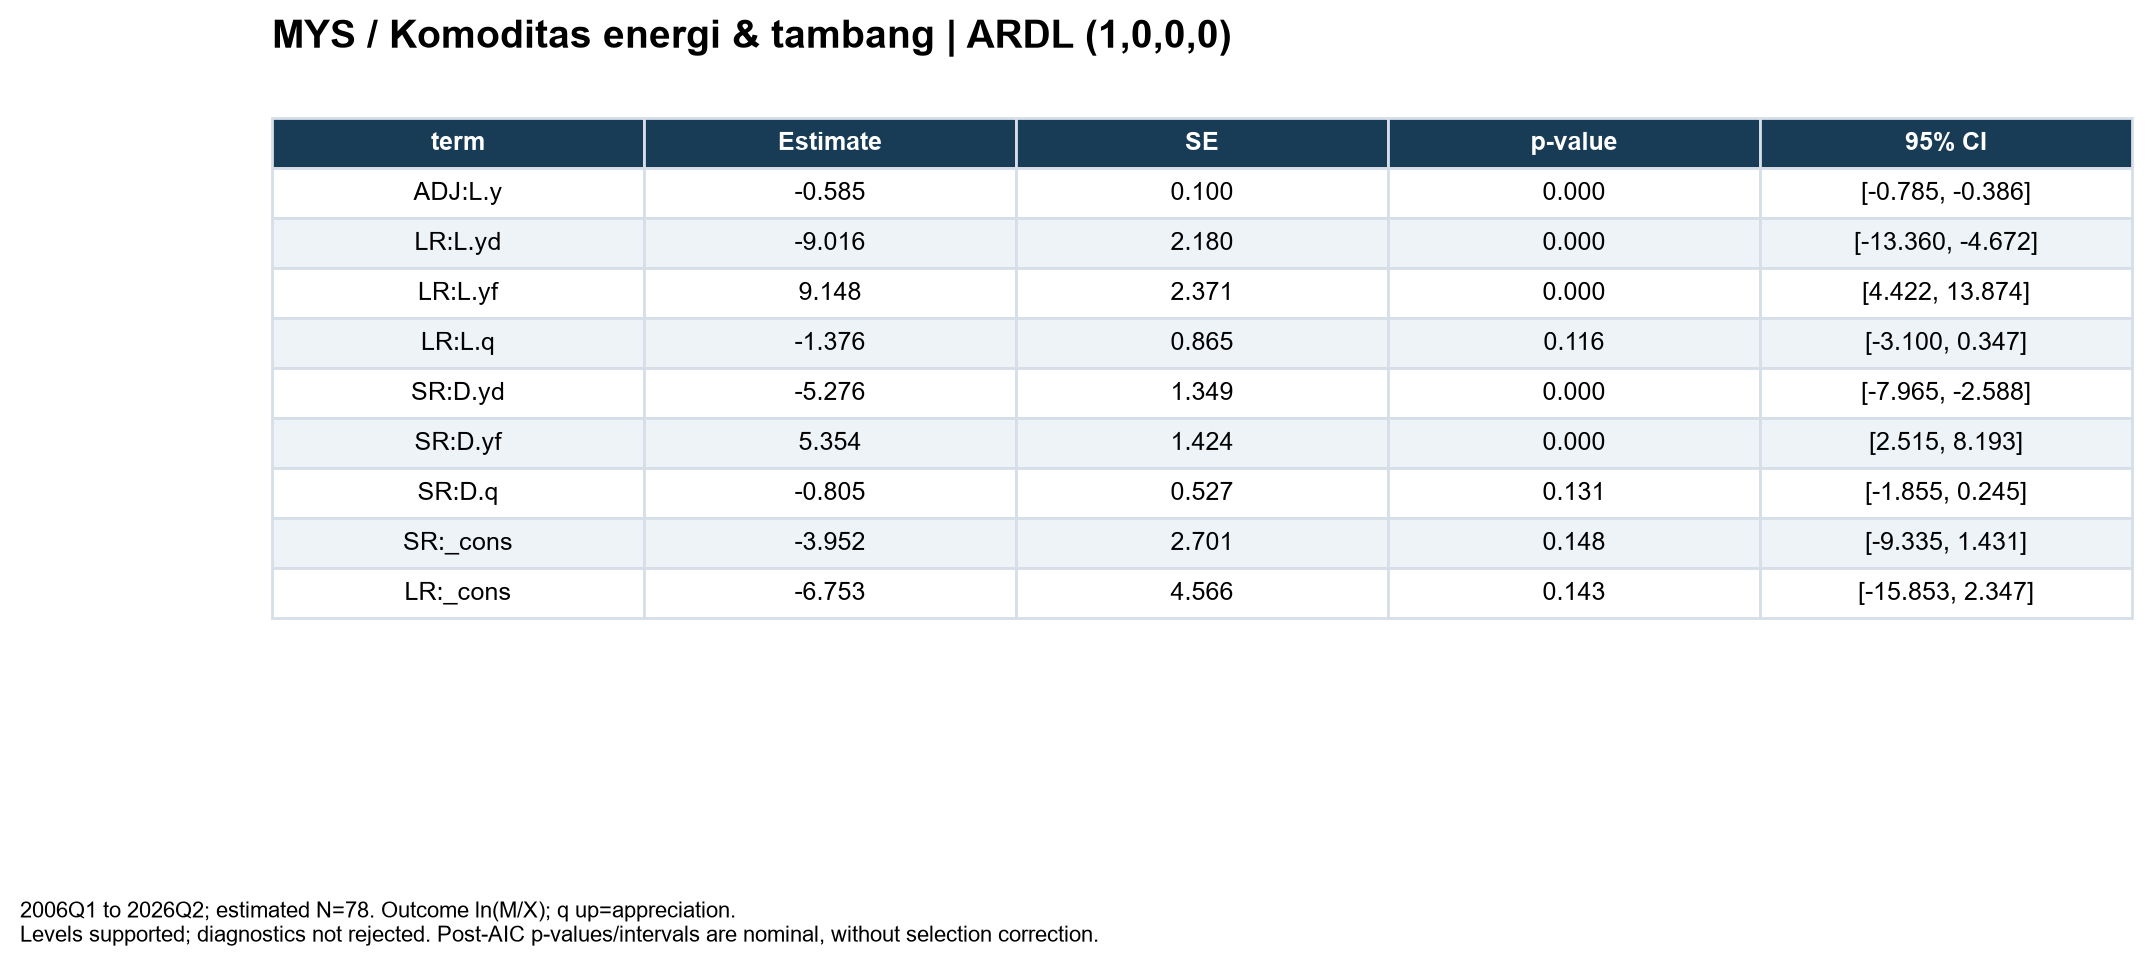 MYS / Komoditas energi & tambang | ARDL (1,0,0,0)
term Estimate SE p-value 95% CI
ADJ:L.y -0.585 0.100 0.000 [-0.785, -0.386]
LR:L.yd -9.016 2.180 0.000 [-13.360, -4.672]
LR:L.yf 9.148 2.371 0.000 [4.422, 13.874]
LR:L.q -1.376 0.865 0.116 [-3.100, 0.347]
SR:D.yd -5.276 1.349 0.000 [-7.965, -2.588]
SR:D.yf 5.354 1.424 0.000 [2.515, 8.193]
SR:D.q -0.805 0.527 0.131 [-1.855, 0.245]
SR:_cons -3.952 2.701 0.148 [-9.335, 1.431]
LR:_cons -6.753 4.566 0.143 [-15.853, 2.347]
2006Q1 to 2026Q2; estimated N=78. Outcome ln(M/X); q up=appreciation.
Levels supported; diagnostics not rejected. Post-AIC p-values/intervals are nominal, without selection correction.